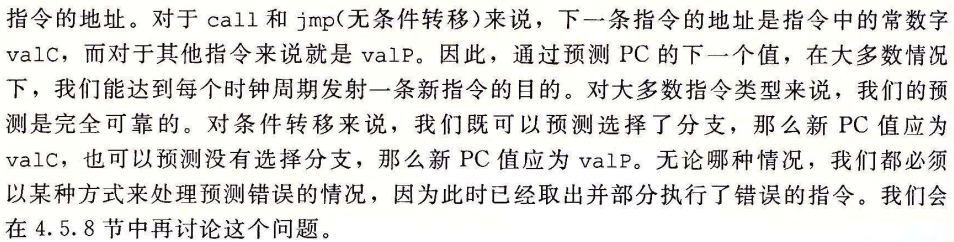 指令的地址。对于 call 和 jmp(无条件转移)来说，下一条指令的地址是指令中的常数字
valC，而对于其他指令来说就是 valP。因此，通过预测 PC 的下一个值，在大多数情况
下，我们能达到每个时钟周期发射一条新指令的目的。对大多数指令类型来说，我们的预
测是完全可靠的。对条件转移来说，我们既可以预测选择了分支，那么新 PC 值应为
valC，也可以预测没有选择分支，那么新 PC 值应为 valP。无论哪种情况，我们都必须
以某种方式来处理预测错误的情况，因为此时已经取出并部分执行了错误的指令。我们会
在 4.5.8 节中再讨论这个问题。